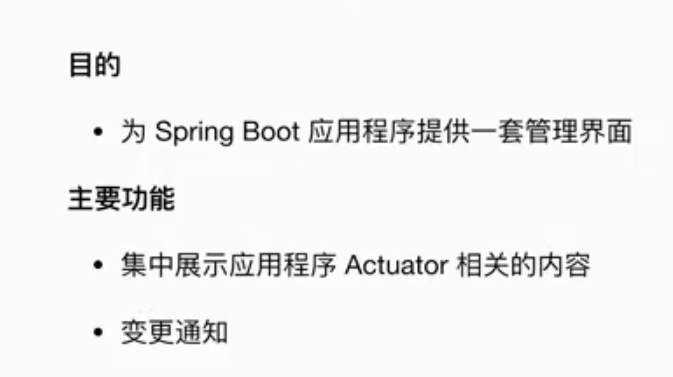 目的
• 为 Spring Boot 应用程序提供一套管理界面
主要功能
• 集中展示应用程序 Actuator 相关的内容
• 变更通知